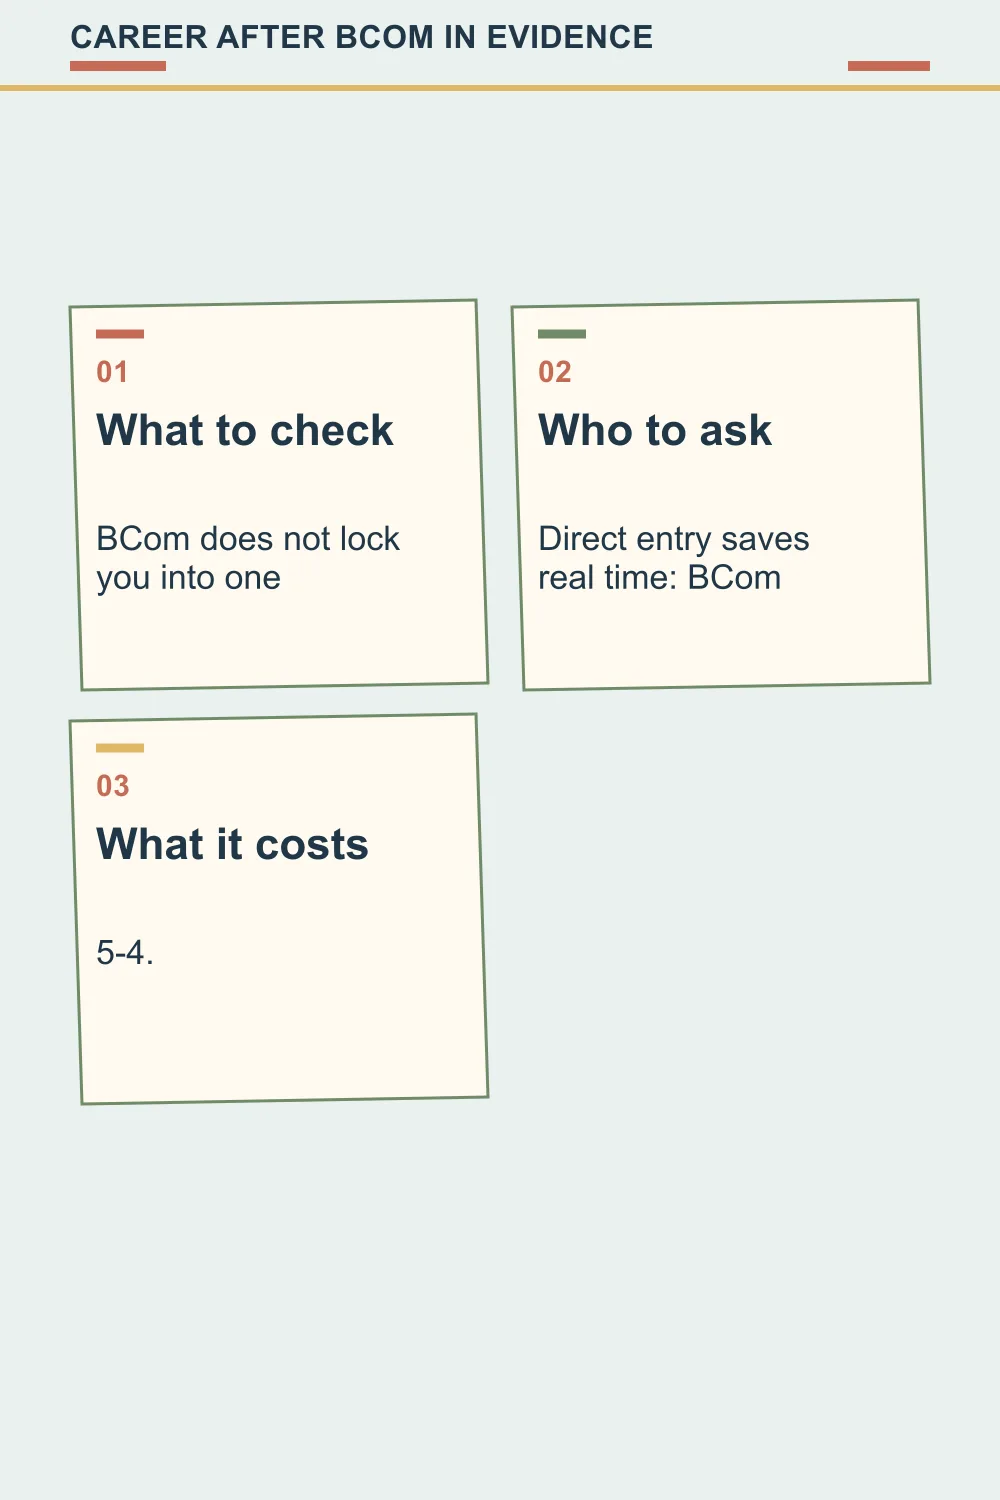 CAREER AFTER BCOM IN EVIDENCE
01
What to check
BCom does not lock
you into one
02
Who to ask
Direct entry saves
real time: BCom
03
What it costs
5-4.